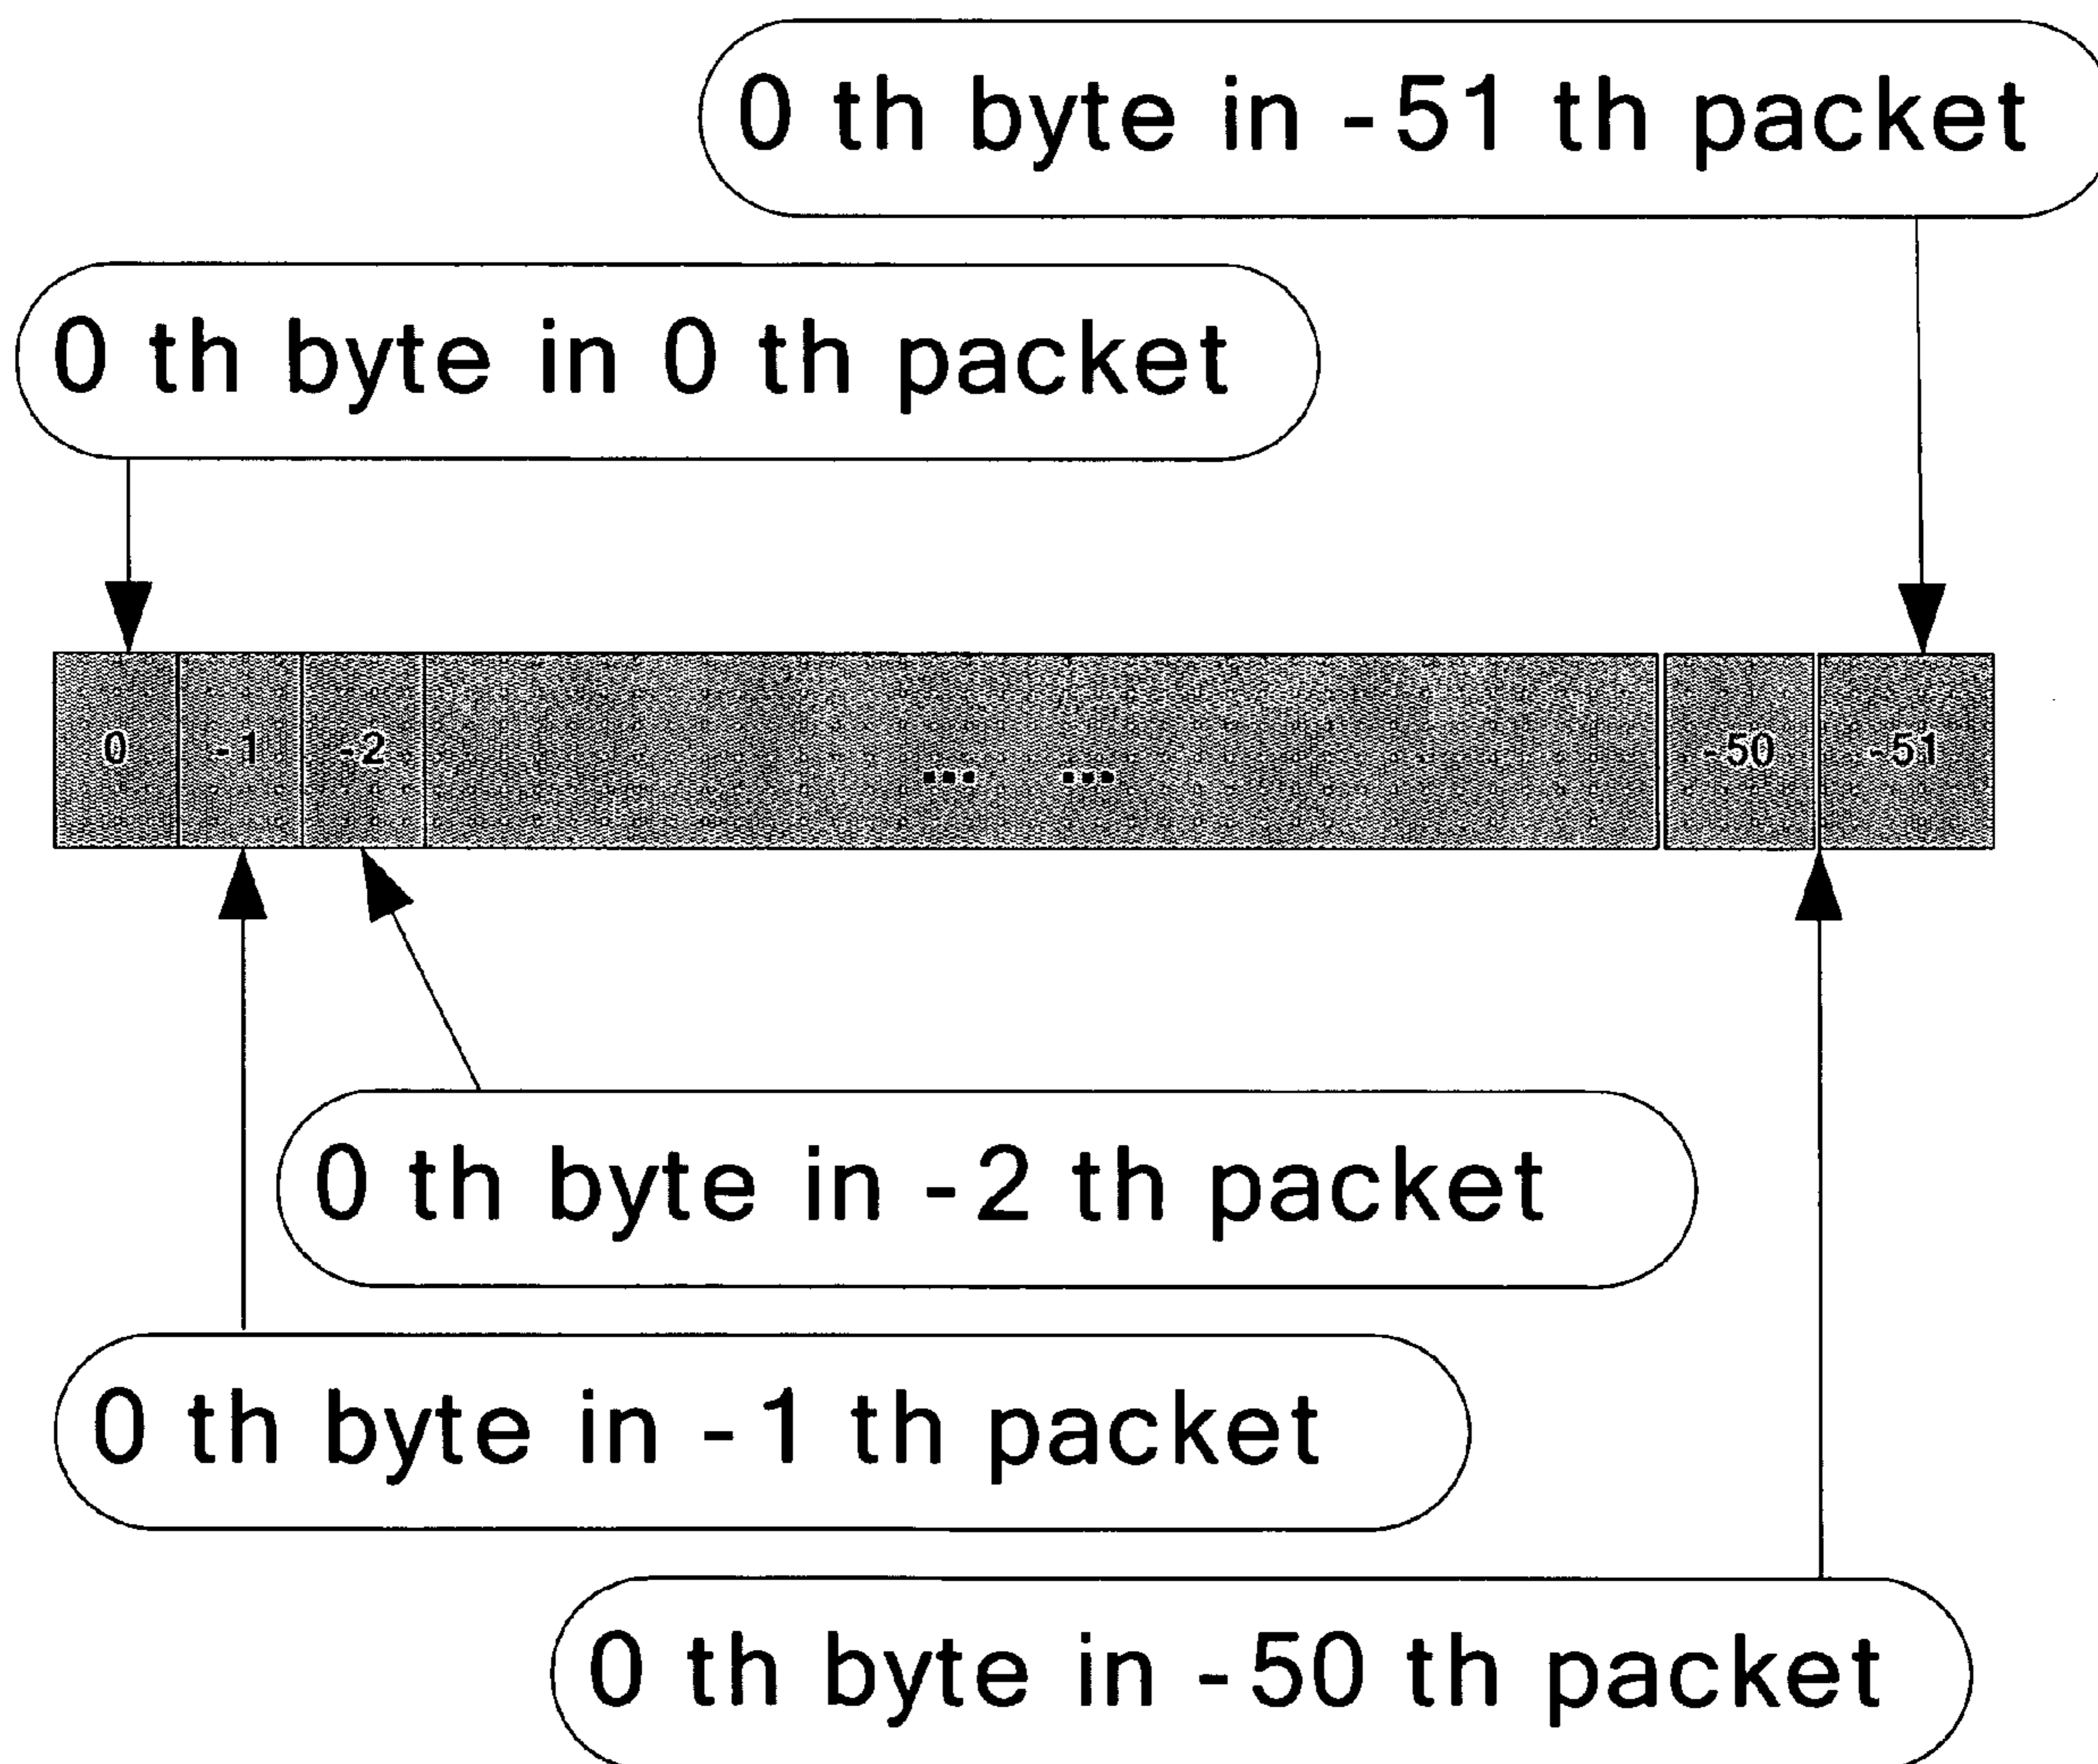 0 th byte in -51 th packet
0 th byte in 0 th packet
0 -1 -2 ... ... -50 -51
0 th byte in -2 th packet
0 th byte in -1 th packet
0 th byte in -50 th packet